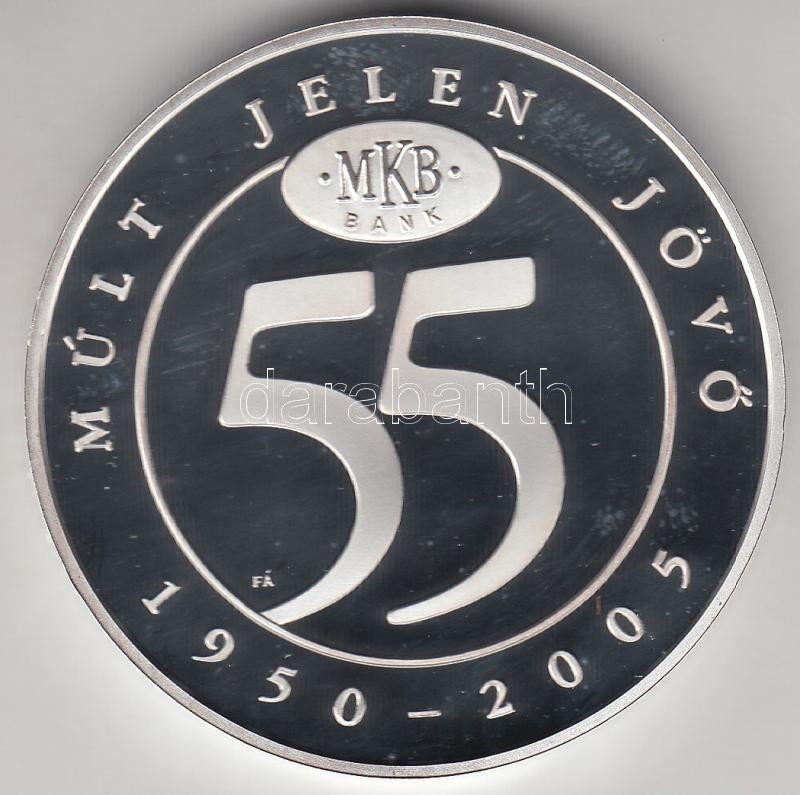 MÚLT JELEN JÖVŐ
·MKB·
BANK
55
darabanth
FÁ
1950–2005